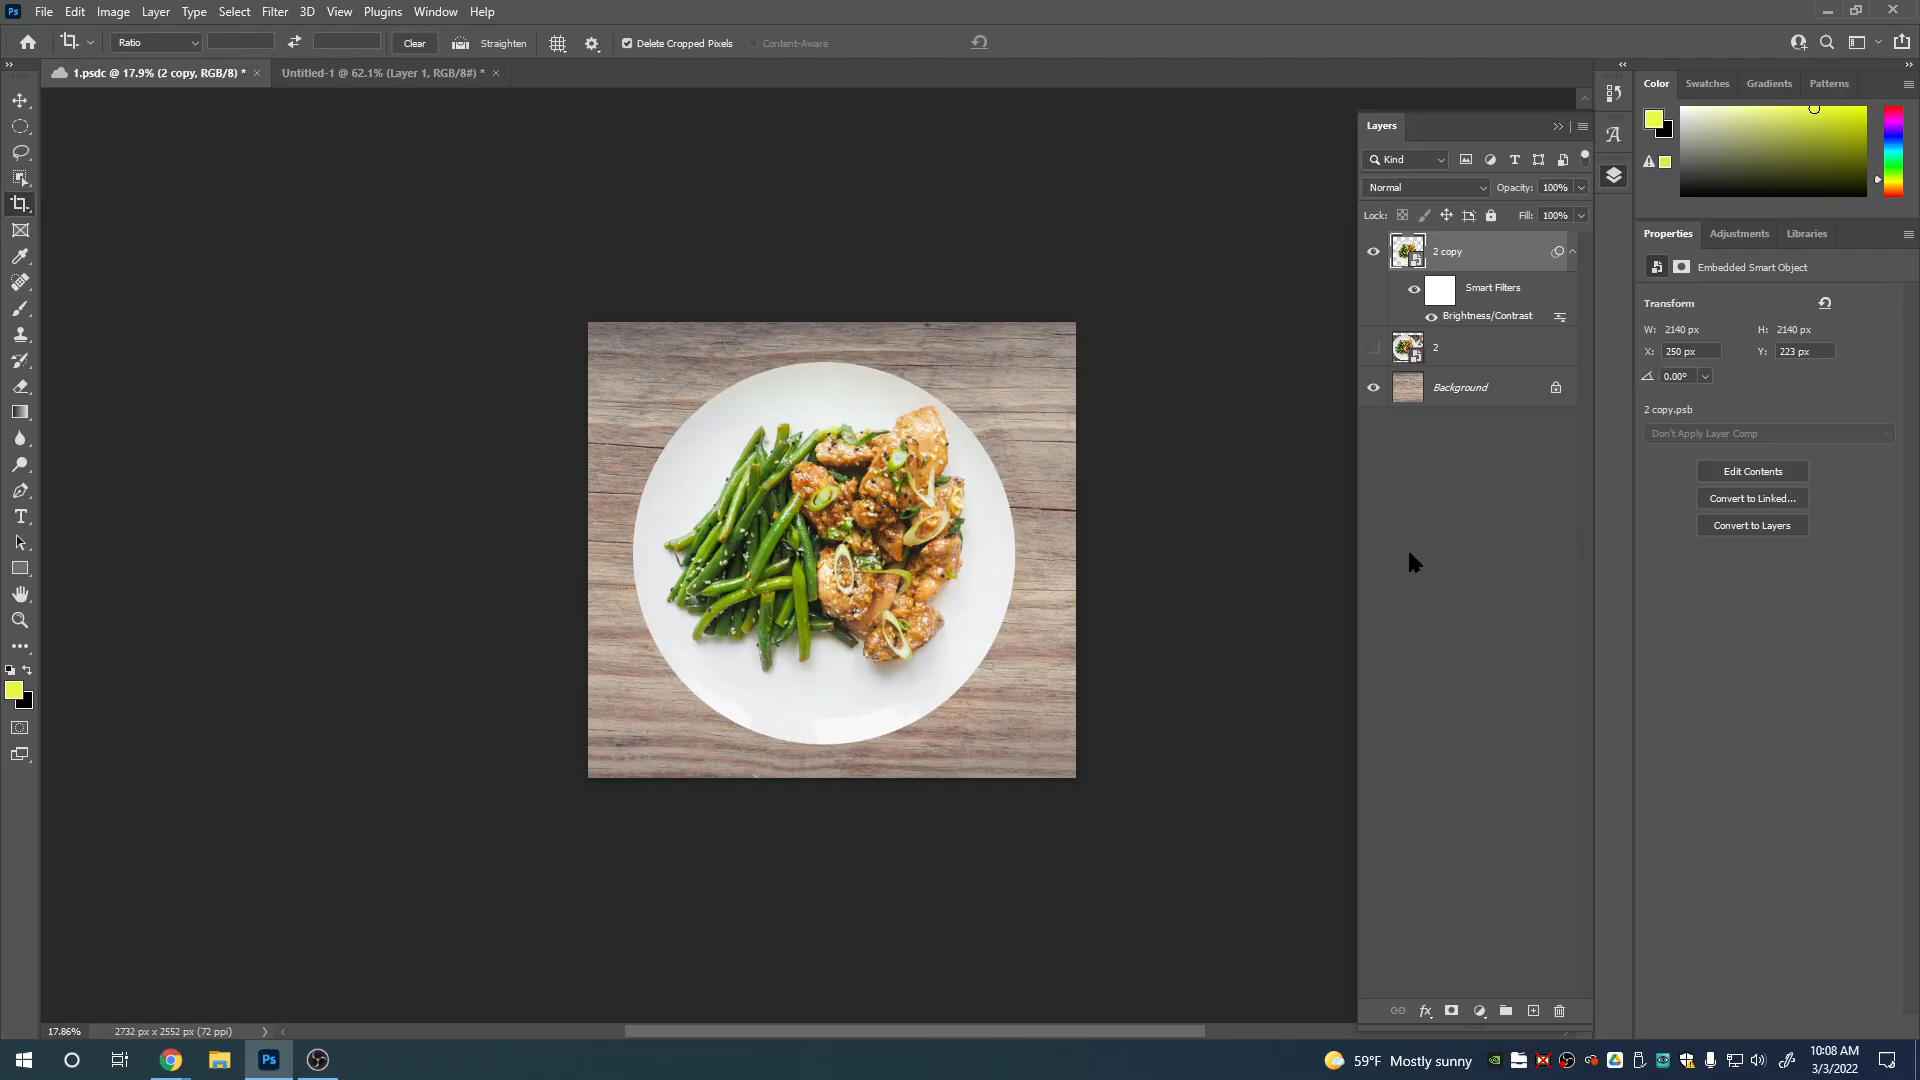 Ps File Edit Image Layer Type Select Filter 3D View Plugins Window Help
Ratio Clear Straighten Delete Cropped Pixels Content-Aware
1.psdc @ 17.9% (2 copy, RGB/8) * × Untitled-1 @ 62.1% (Layer 1, RGB/8#) * ×
Color Swatches Gradients Patterns
Layers
Kind
Normal Opacity: 100%
Lock: Fill: 100%
2 copy
Smart Filters
Brightness/Contrast
2
Background
Properties Adjustments Libraries
Embedded Smart Object
Transform
W: 2140 px H: 2140 px
X: 250 px Y: 223 px
0.00°
2 copy.psb
Don't Apply Layer Comp
Edit Contents
Convert to Linked...
Convert to Layers
17.86% 2732 px x 2552 px (72 ppi)
Ps 59°F Mostly sunny 10:08 AM
3/3/2022